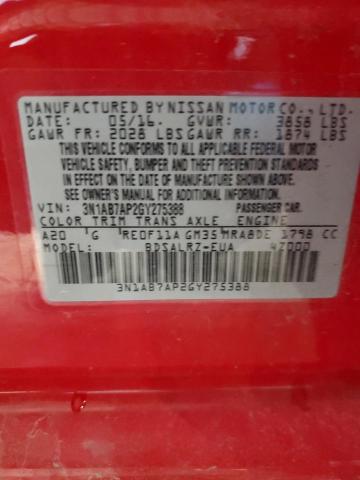 MANUFACTURED BY NISSAN MOTOR CO., LTD.
DATE: 05/16 GVWR: 3858 LBS
GAWR FR: 2028 LBS GAWR RR: 1874 LBS
THIS VEHICLE CONFORMS TO ALL APPLICABLE FEDERAL MOTOR
VEHICLE SAFETY, BUMPER AND THEFT PREVENTION STANDARDS
IN EFFECT ON THE DATE OF MANUFACTURE SHOWN ABOVE.
SEE OWNER'S MANUAL FOR ADDITIONAL INFORMATION.
VIN: 3N1AB7AP2GY275388 PASSENGER CAR.
COLOR TRIM TRANS AXLE ENGINE
A20 G RE0F11A GM35 MRA8DE 1798 CC
MODEL: BDSALRZ-EUA 47000
3N1AB7AP2GY275388